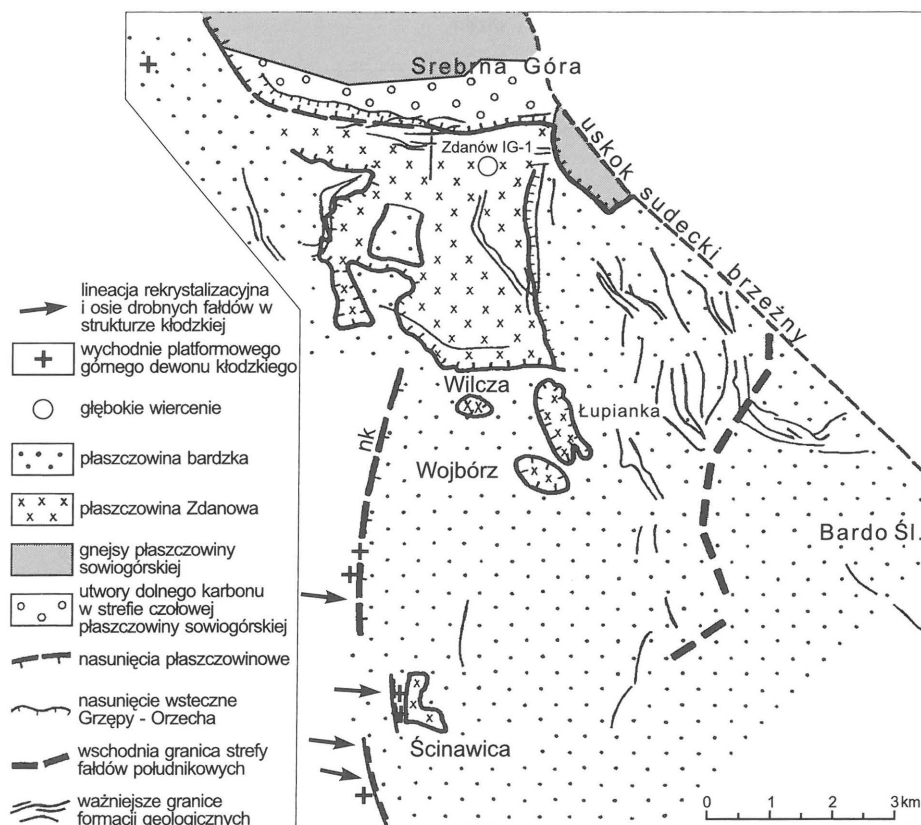 Srebrna Góra
Zdanów IG-1
uskok sudecki brzeżny
Wilcza
Łupianka
nk
Wojbórz
Bardo Śl.
Ścinawica
lineacja rekrystalizacyjna
i osie drobnych fałdów w
strukturze kłodzkiej
wychodnie platformowego
górnego dewonu kłodzkiego
głębokie wiercenie
płaszczowina bardzka
płaszczowina Zdanowa
gnejsy płaszczowiny
sowiogórskiej
utwory dolnego karbonu
w strefie czołowej
płaszczowiny sowiogórskiej
nasunięcia płaszczowinowe
nasunięcie wsteczne
Grzępy - Orzecha
wschodnia granica strefy
fałdów południkowych
ważniejsze granice
formacji geologicznych
0 1 2 3 km